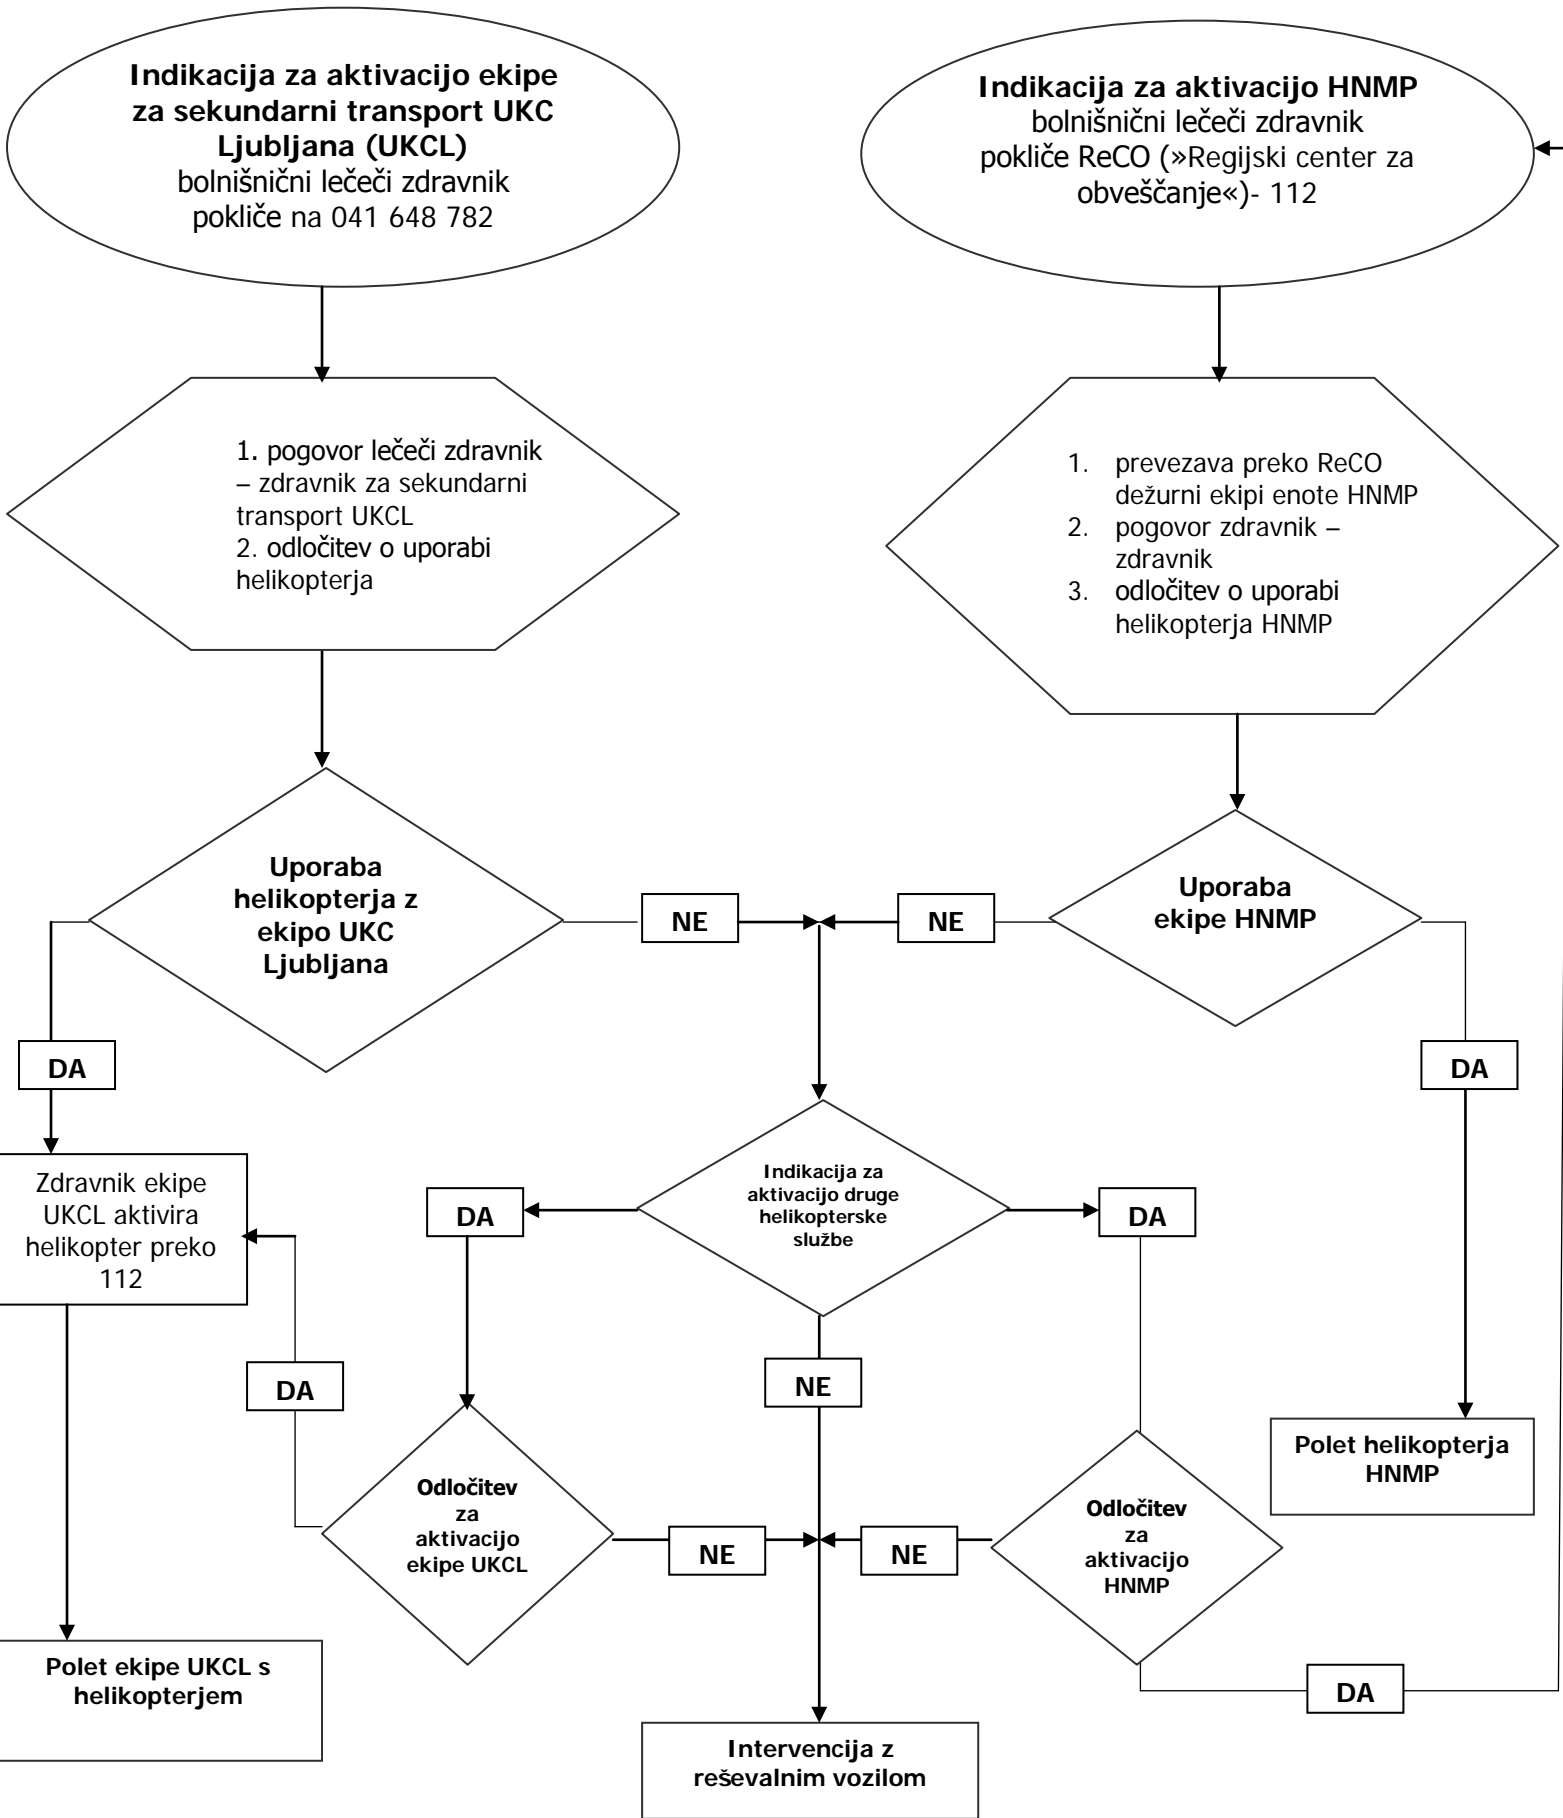 Indikacija za aktivacijo ekipe
za sekundarni transport UKC
Ljubljana (UKCL)
bolnišnični lečeči zdravnik
pokliče na 041 648 782
Indikacija za aktivacijo HNMP
bolnišnični lečeči zdravnik
pokliče ReCO (»Regijski center za
obveščanje«)- 112
1. pogovor lečeči zdravnik
– zdravnik za sekundarni
transport UKCL
2. odločitev o uporabi
helikopterja
1. prevezava preko ReCO
dežurni ekipi enote HNMP
2. pogovor zdravnik –
zdravnik
3. odločitev o uporabi
helikopterja HNMP
Uporaba
helikopterja z
ekipo UKC
Ljubljana
NE
NE
Uporaba
ekipe HNMP
DA
DA
Zdravnik ekipe
UKCL aktivira
helikopter preko
112
DA
Indikacija za
aktivacijo druge
helikopterske
službe
DA
DA
NE
Polet helikopterja
HNMP
Odločitev
za
aktivacijo
ekipe UKCL
NE
NE
Odločitev
za
aktivacijo
HNMP
Polet ekipe UKCL s
helikopterjem
DA
Intervencija z
reševalnim vozilom